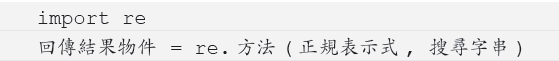 import re
回傳結果物件 = re.方法(正規表示式, 搜尋字串)